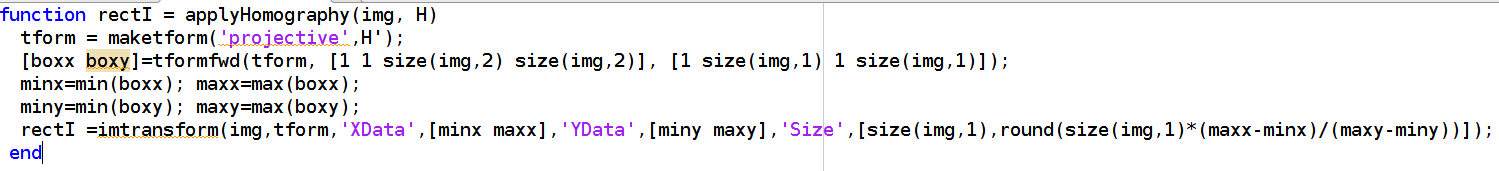 function rectI = applyHomography(img, H)
tform = maketform('projective',H');
[boxx boxy]=tformfwd(tform, [1 1 size(img,2) size(img,2)], [1 size(img,1) 1 size(img,1)]);
minx=min(boxx); maxx=max(boxx);
miny=min(boxy); maxy=max(boxy);
rectI =imtransform(img,tform,'XData',[minx maxx],'YData',[miny maxy],'Size',[size(img,1),round(size(img,1)*(maxx-minx)/(maxy-miny))]);
end